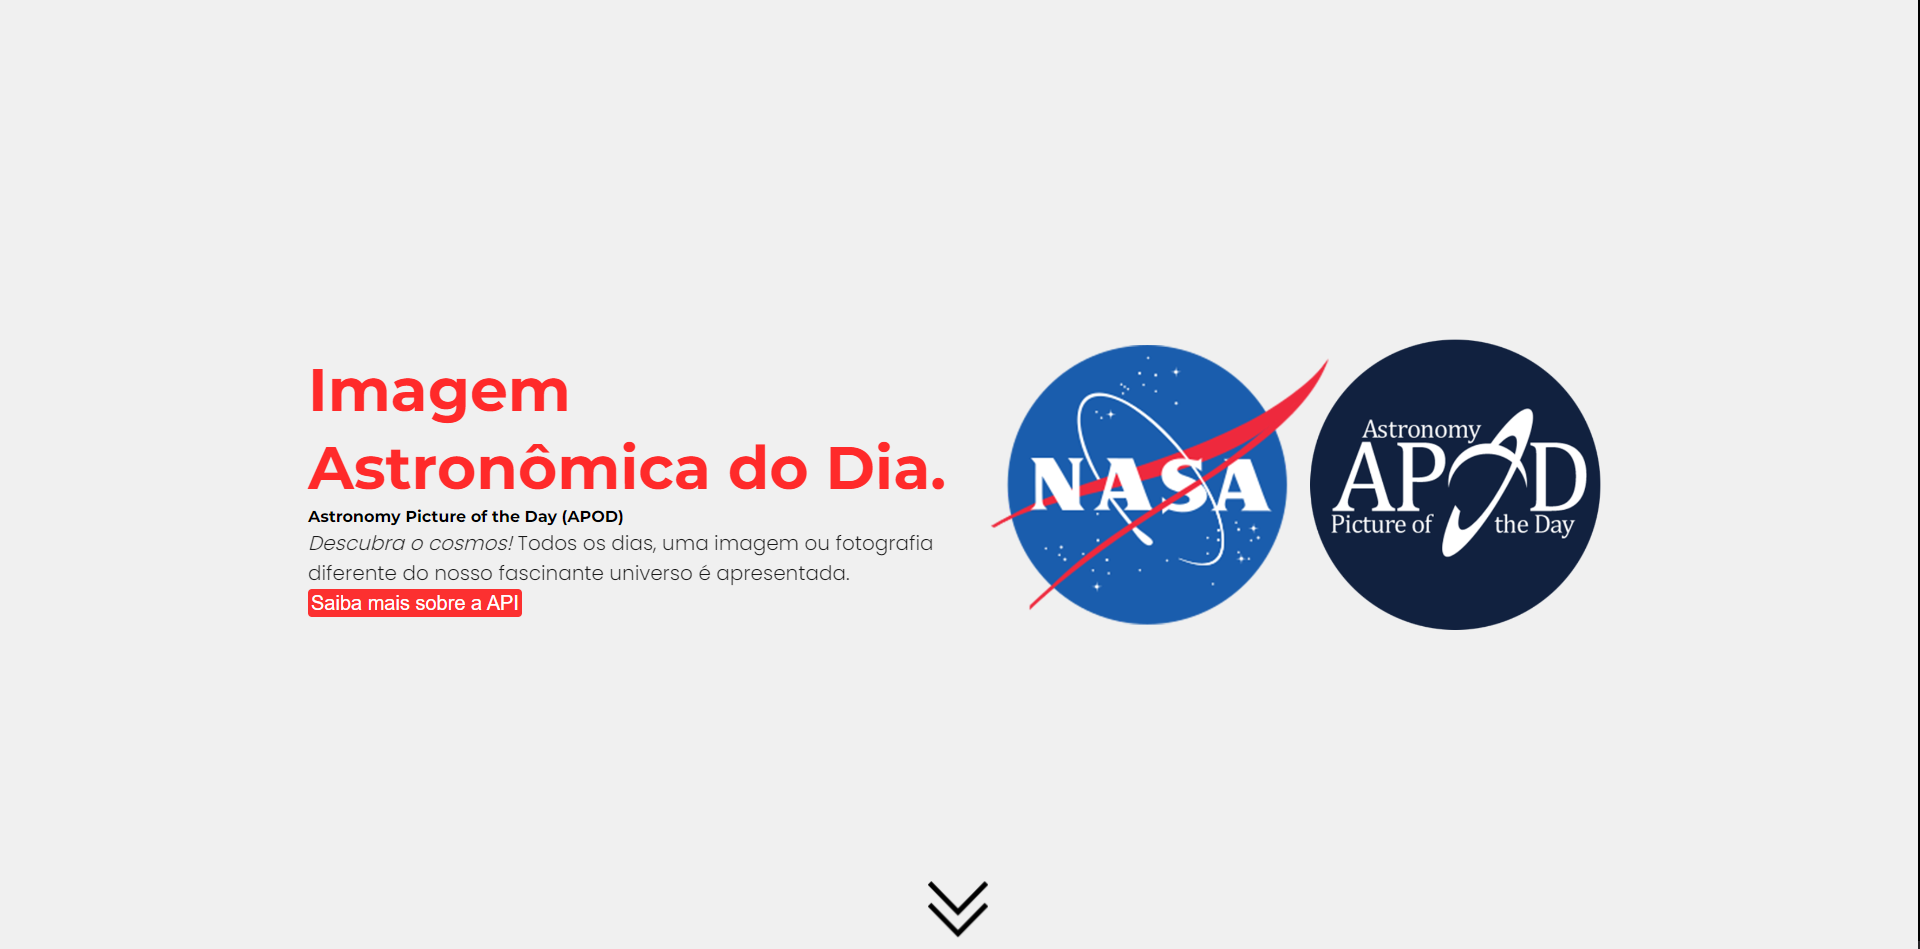 Imagem
Astronômica do Dia.
Astronomy Picture of the Day (APOD)
Descubra o cosmos! Todos os dias, uma imagem ou fotografia
diferente do nosso fascinante universo é apresentada.
Saiba mais sobre a API
NASA
Astronomy
APOD
Picture of the Day